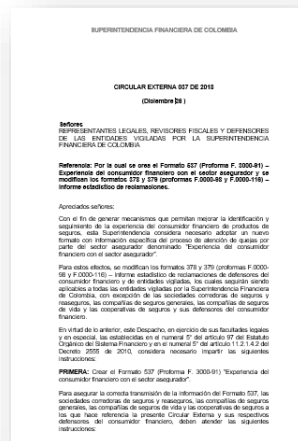 SUPERINTENDENCIA FINANCIERA DE COLOMBIA
CIRCULAR EXTERNA 037 DE 2018
(Diciembre 26 )
Señores
REPRESENTANTES LEGALES, REVISORES FISCALES Y DEFENSORES
DE LAS ENTIDADES VIGILADAS POR LA SUPERINTENDENCIA
FINANCIERA DE COLOMBIA
Referencia: Por la cual se crea el Formato 537 (Proforma F. 3000-91) –
Experiencia del consumidor financiero con el sector asegurador y se
modifican los formatos 378 y 379 (proformas F.0000-98 y F.0000-116) –
Informe estadístico de reclamaciones.
Apreciados señores:
Con el fin de generar mecanismos que permitan mejorar la identificación y
seguimiento de la experiencia del consumidor financiero de productos de
seguros, esta Superintendencia considera necesario adoptar un nuevo
formato con información específica del proceso de atención de quejas por
parte del sector asegurador denominado "Experiencia del consumidor
financiero con el sector asegurador".
Para estos efectos, se modifican los formatos 378 y 379 (proformas F.0000-
98 y F.0000-116) – Informe estadístico de reclamaciones de defensores del
consumidor financiero y de entidades vigiladas, los cuales seguirán siendo
aplicables a todas las entidades vigiladas por la Superintendencia Financiera
de Colombia, con excepción de las sociedades corredoras de seguros y
reaseguros, las compañías de seguros generales, las compañías de seguros
de vida y las cooperativas de seguros y sus defensores del consumidor
financiero.
En virtud de lo anterior, este Despacho, en ejercicio de sus facultades legales
y en especial, las establecidas en el numeral 5° del artículo 97 del Estatuto
Orgánico del Sistema Financiero y en el numeral 5° del artículo 11.2.1.4.2 del
Decreto 2555 de 2010, considera necesario impartir las siguientes
instrucciones:
PRIMERA: Crear el Formato 537 (Proforma F. 3000-91) "Experiencia del
consumidor financiero con el sector asegurador".
Para asegurar la correcta transmisión de la información del Formato 537, las
sociedades corredoras de seguros y reaseguros, las compañías de seguros
generales, las compañías de seguros de vida y las cooperativas de seguros a
los que hace referencia la presente Circular Externa y sus respectivos
defensores del consumidor financiero, deben atender las siguientes
instrucciones: